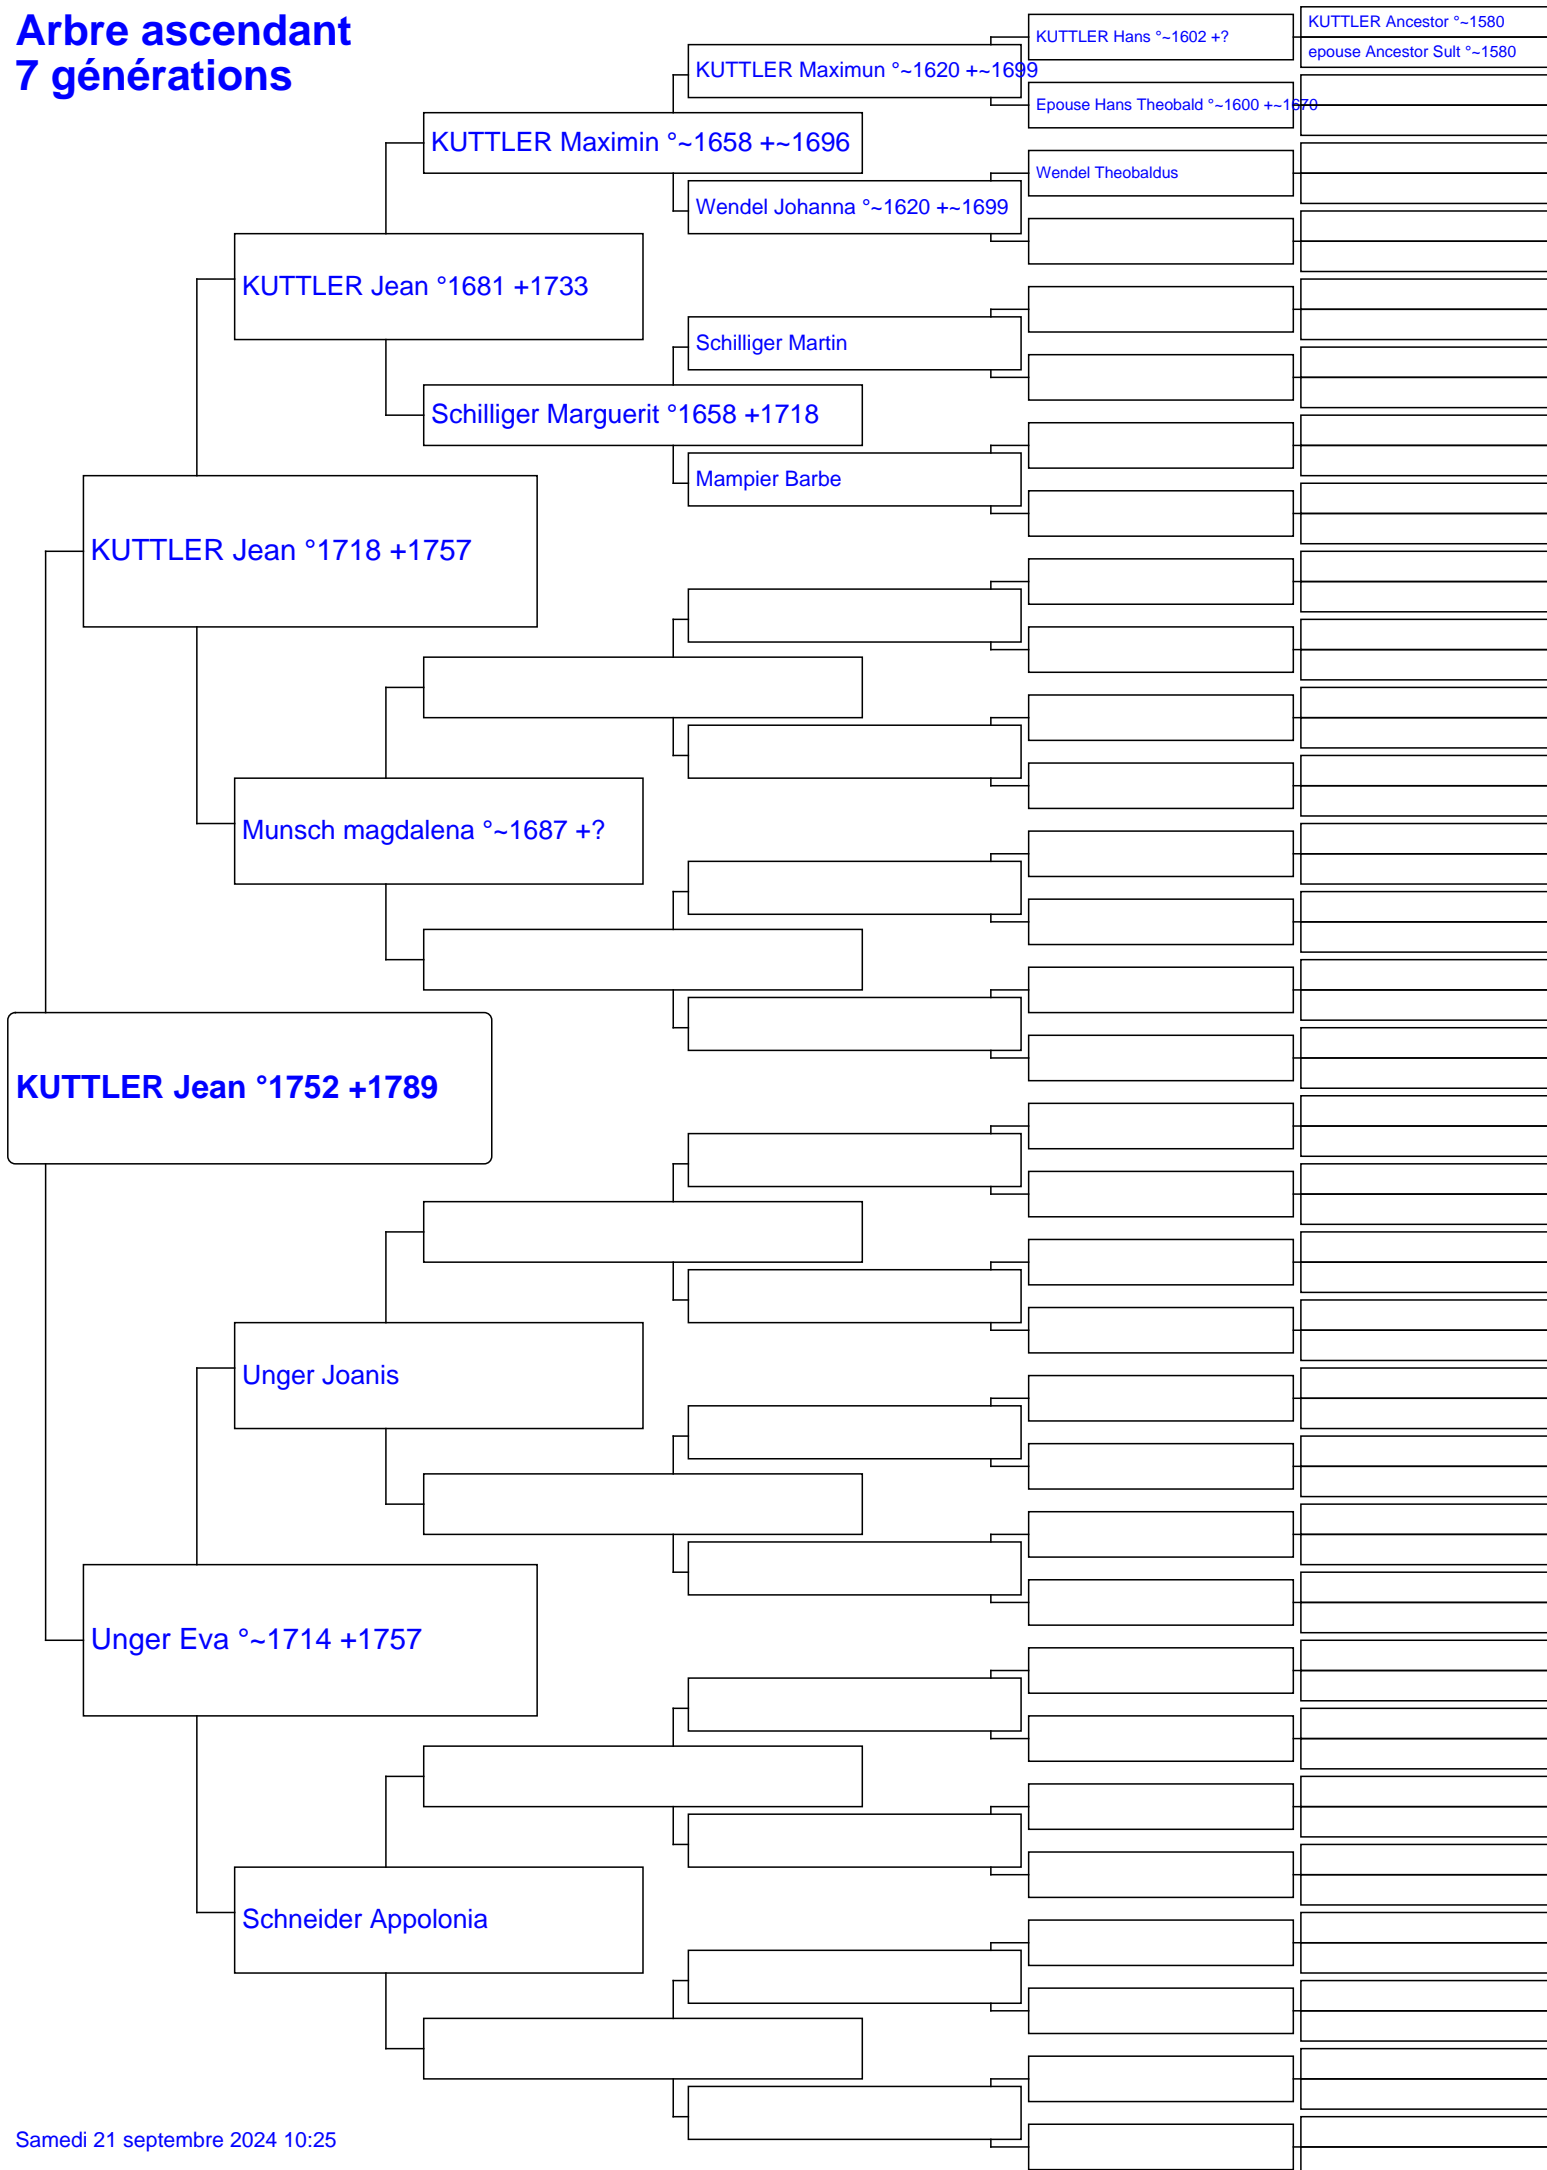 Arbre ascendant
7 générations
KUTTLER Ancestor °~1580
epouse Ancestor Sult °~1580
KUTTLER Hans °~1602 +?
KUTTLER Maximun °~1620 +~1699
Epouse Hans Theobald °~1600 +~1670
KUTTLER Maximin °~1658 +~1696
Wendel Theobaldus
Wendel Johanna °~1620 +~1699
KUTTLER Jean °1681 +1733
Schilliger Martin
Schilliger Marguerit °1658 +1718
Mampier Barbe
KUTTLER Jean °1718 +1757
Munsch magdalena °~1687 +?
KUTTLER Jean °1752 +1789
Unger Joanis
Unger Eva °~1714 +1757
Schneider Appolonia
Samedi 21 septembre 2024 10:25